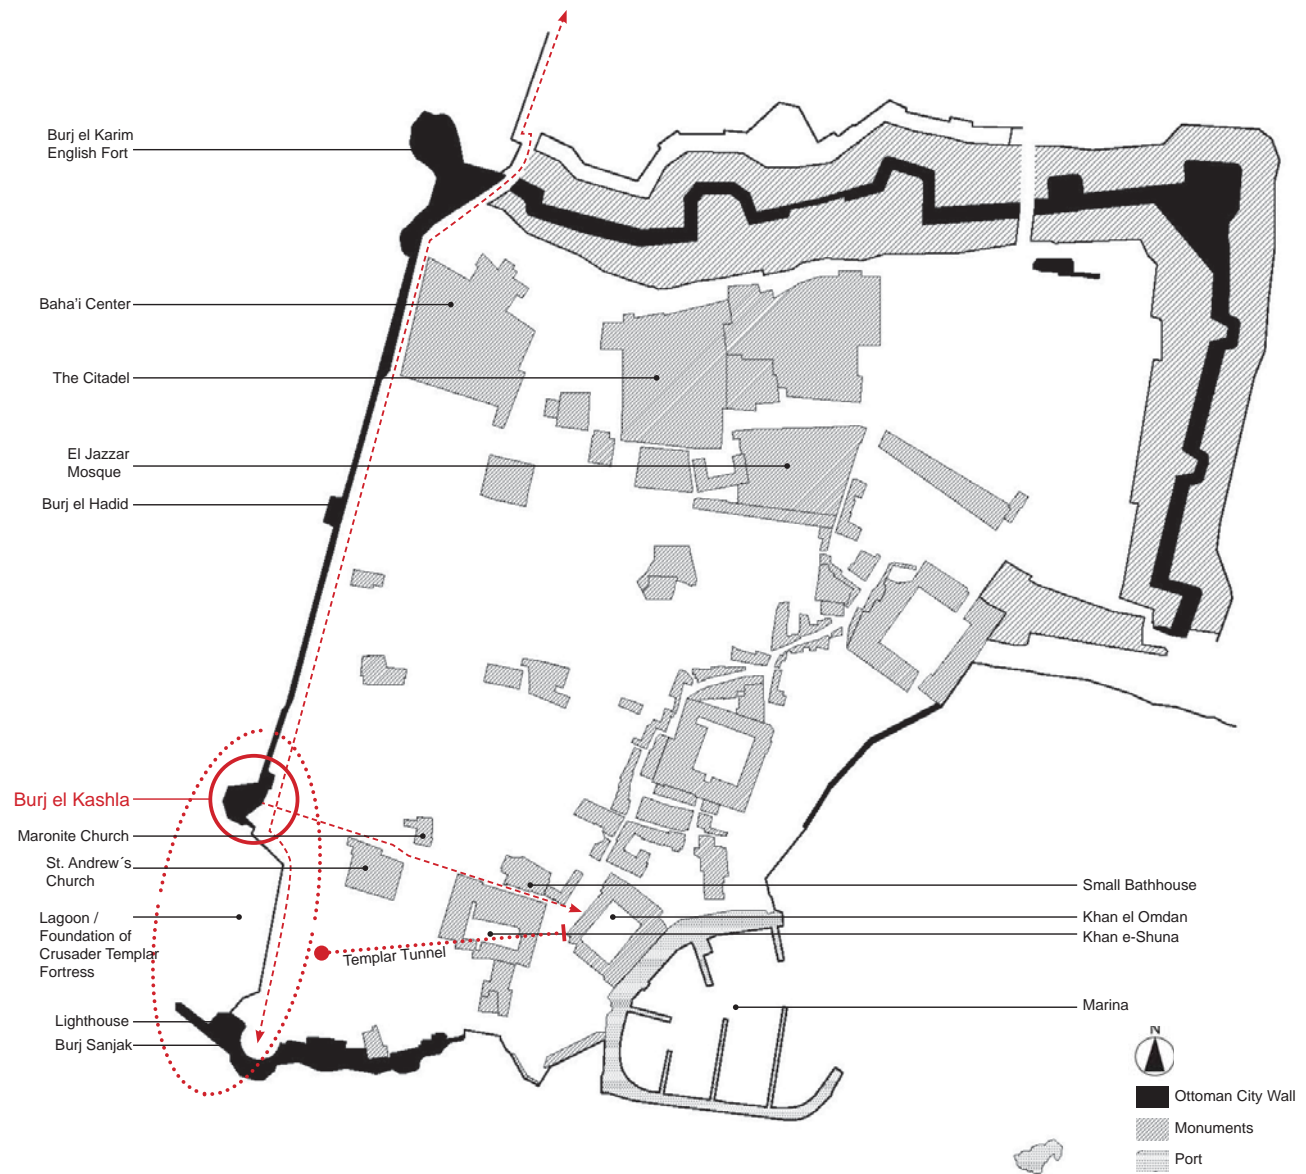 Burj el Karim
English Fort
Baha'i Center
The Citadel
El Jazzar
Mosque
Burj el Hadid
Burj el Kashla
Maronite Church
St. Andrew´s
Church
Lagoon /
Foundation of
Crusader Templar
Fortress
Lighthouse
Burj Sanjak
Templar Tunnel
Small Bathhouse
Khan el Omdan
Khan e-Shuna
Marina
N
Ottoman City Wall
Monuments
Port